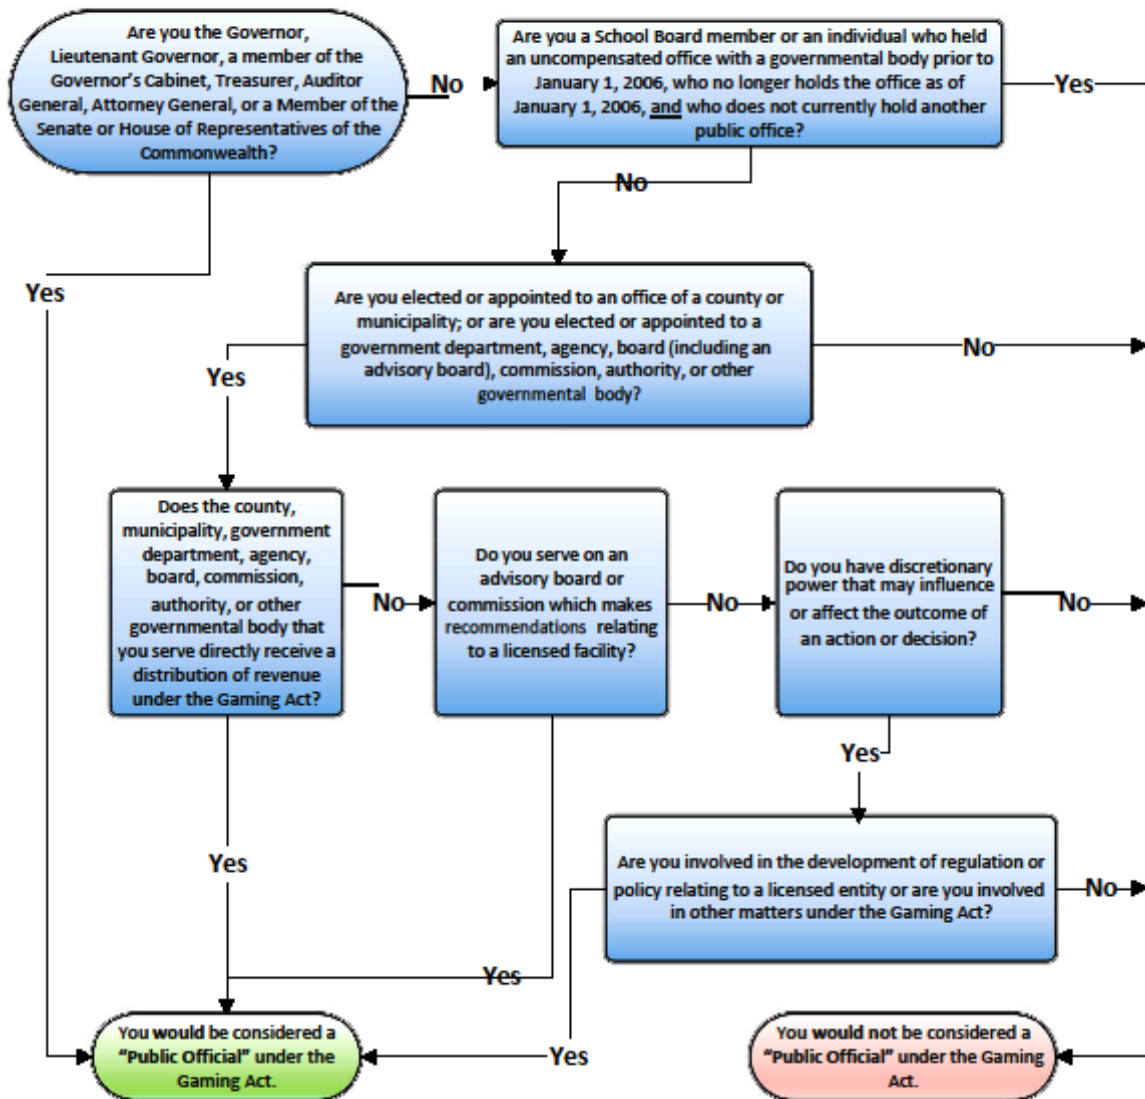 Are you the Governor,
Lieutenant Governor, a member of the
Governor's Cabinet, Treasurer, Auditor
General, Attorney General, or a Member of the
Senate or House of Representatives of the
Commonwealth?
No
Are you a School Board member or an individual who held
an uncompensated office with a governmental body prior to
January 1, 2006, who no longer holds the office as of
January 1, 2006, and who does not currently hold another
public office?
Yes
No
Yes
Are you elected or appointed to an office of a county or
municipality; or are you elected or appointed to a
government department, agency, board (including an
advisory board), commission, authority, or other
governmental body?
No
Yes
Does the county,
municipality, government
department, agency,
board, commission,
authority, or other
governmental body that
you serve directly receive a
distribution of revenue
under the Gaming Act?
No
Do you serve on an
advisory board or
commission which makes
recommendations relating
to a licensed facility?
No
Do you have discretionary
power that may influence
or affect the outcome of
an action or decision?
No
Yes
Yes
Are you involved in the development of regulation or
policy relating to a licensed entity or are you involved
in other matters under the Gaming Act?
No
Yes
You would be considered a
"Public Official" under the
Gaming Act.
Yes
You would not be considered a
"Public Official" under the Gaming
Act.